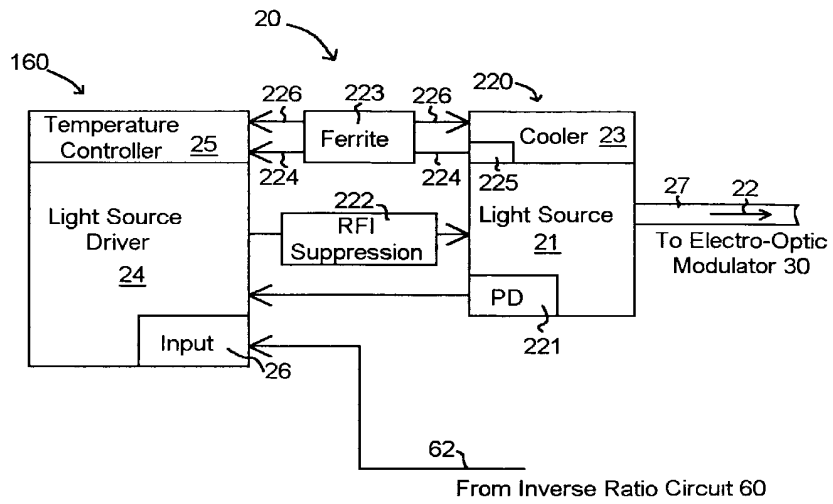 20
160
220
226
223
226
Temperature
Controller 25
Ferrite
Cooler 23
224
224
225
222
27
22
Light Source
Driver
24
RFI
Suppression
Light Source
21
To Electro-Optic
Modulator 30
PD
221
Input
26
62
From Inverse Ratio Circuit 60